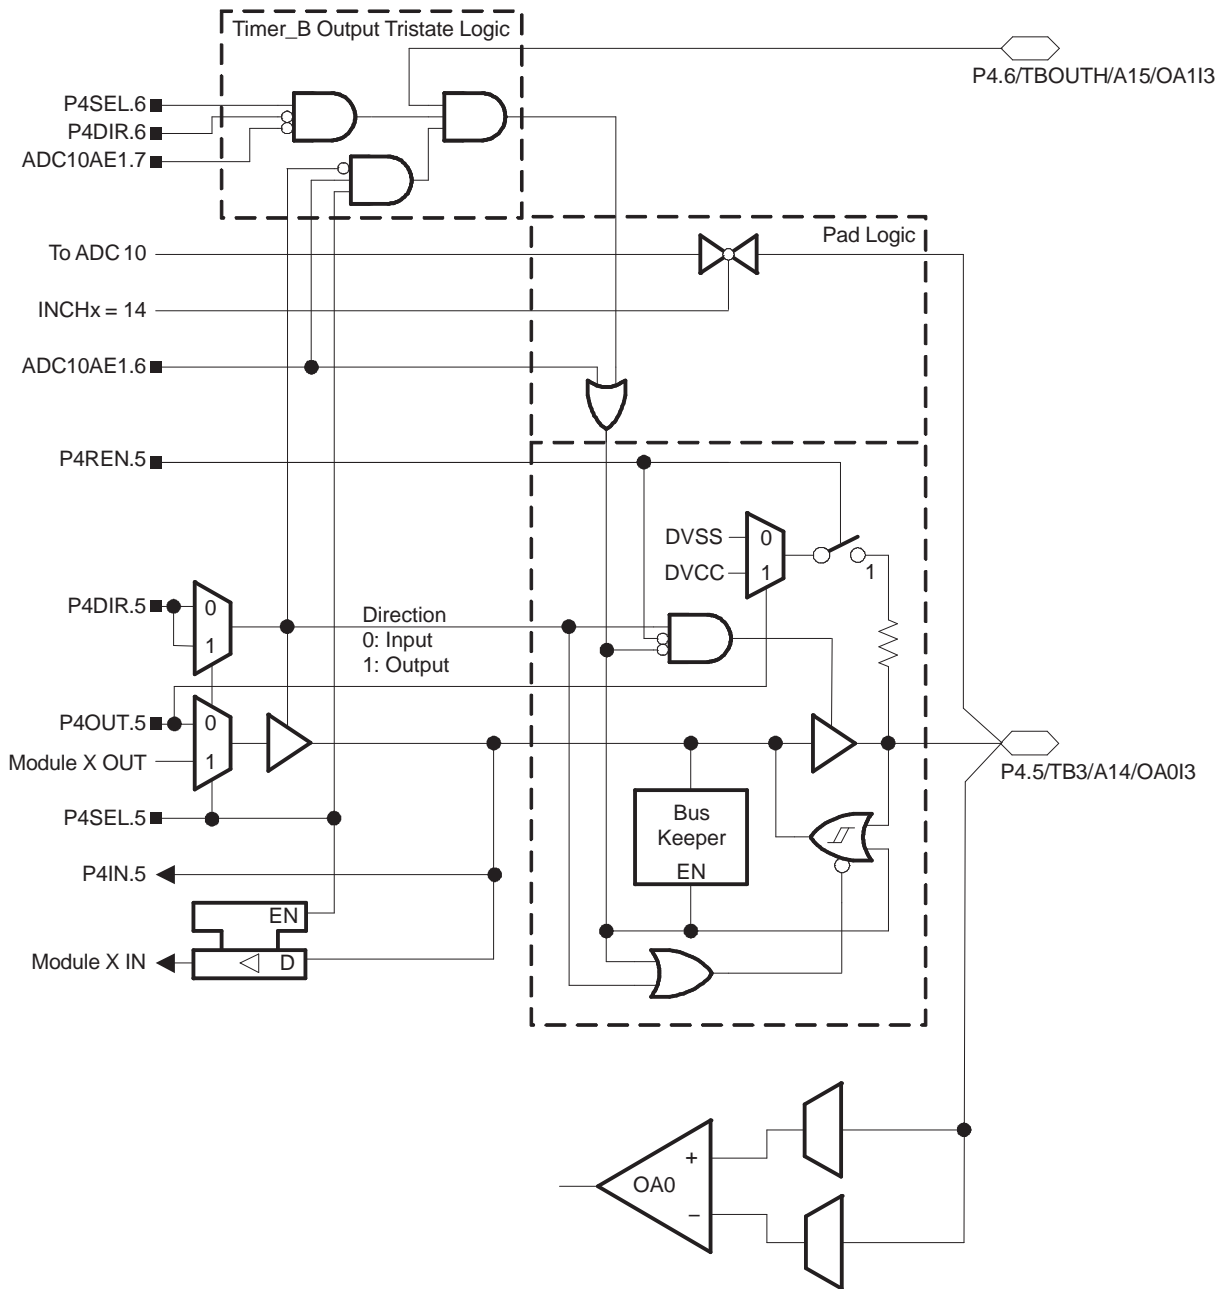 Timer_B Output Tristate Logic
P4.6/TBOUTH/A15/OA1I3
P4SEL.6
P4DIR.6
ADC10AE1.7
Pad Logic
To ADC 10
INCHx = 14
ADC10AE1.6
P4REN.5
DVSS
0
DVCC
1
1
P4DIR.5
0
1
Direction
0: Input
1: Output
P4OUT.5
0
Module X OUT
1
P4.5/TB3/A14/OA0I3
P4SEL.5
Bus
Keeper
EN
P4IN.5
EN
Module X IN
D
+
OA0
−